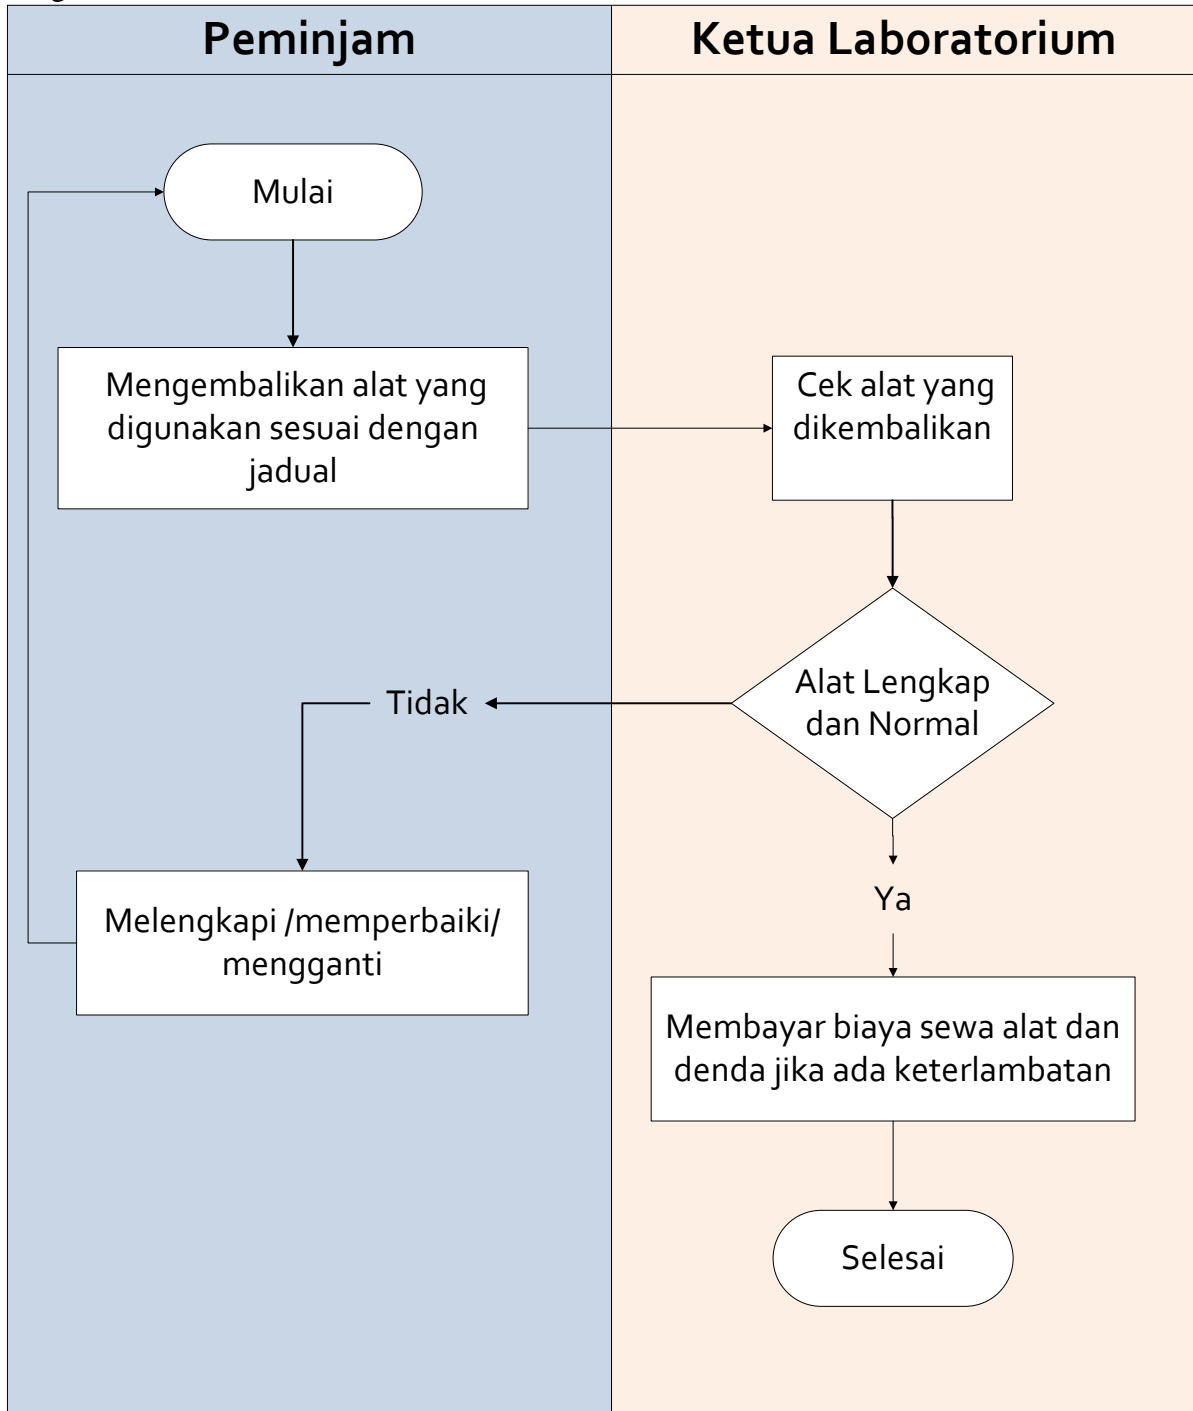 Peminjam
Ketua Laboratorium
Mulai
Mengembalikan alat yang
digunakan sesuai dengan
jadual
Cek alat yang
dikembalikan
Alat Lengkap
dan Normal
Tidak
Ya
Melengkapi /memperbaiki/
mengganti
Membayar biaya sewa alat dan
denda jika ada keterlambatan
Selesai